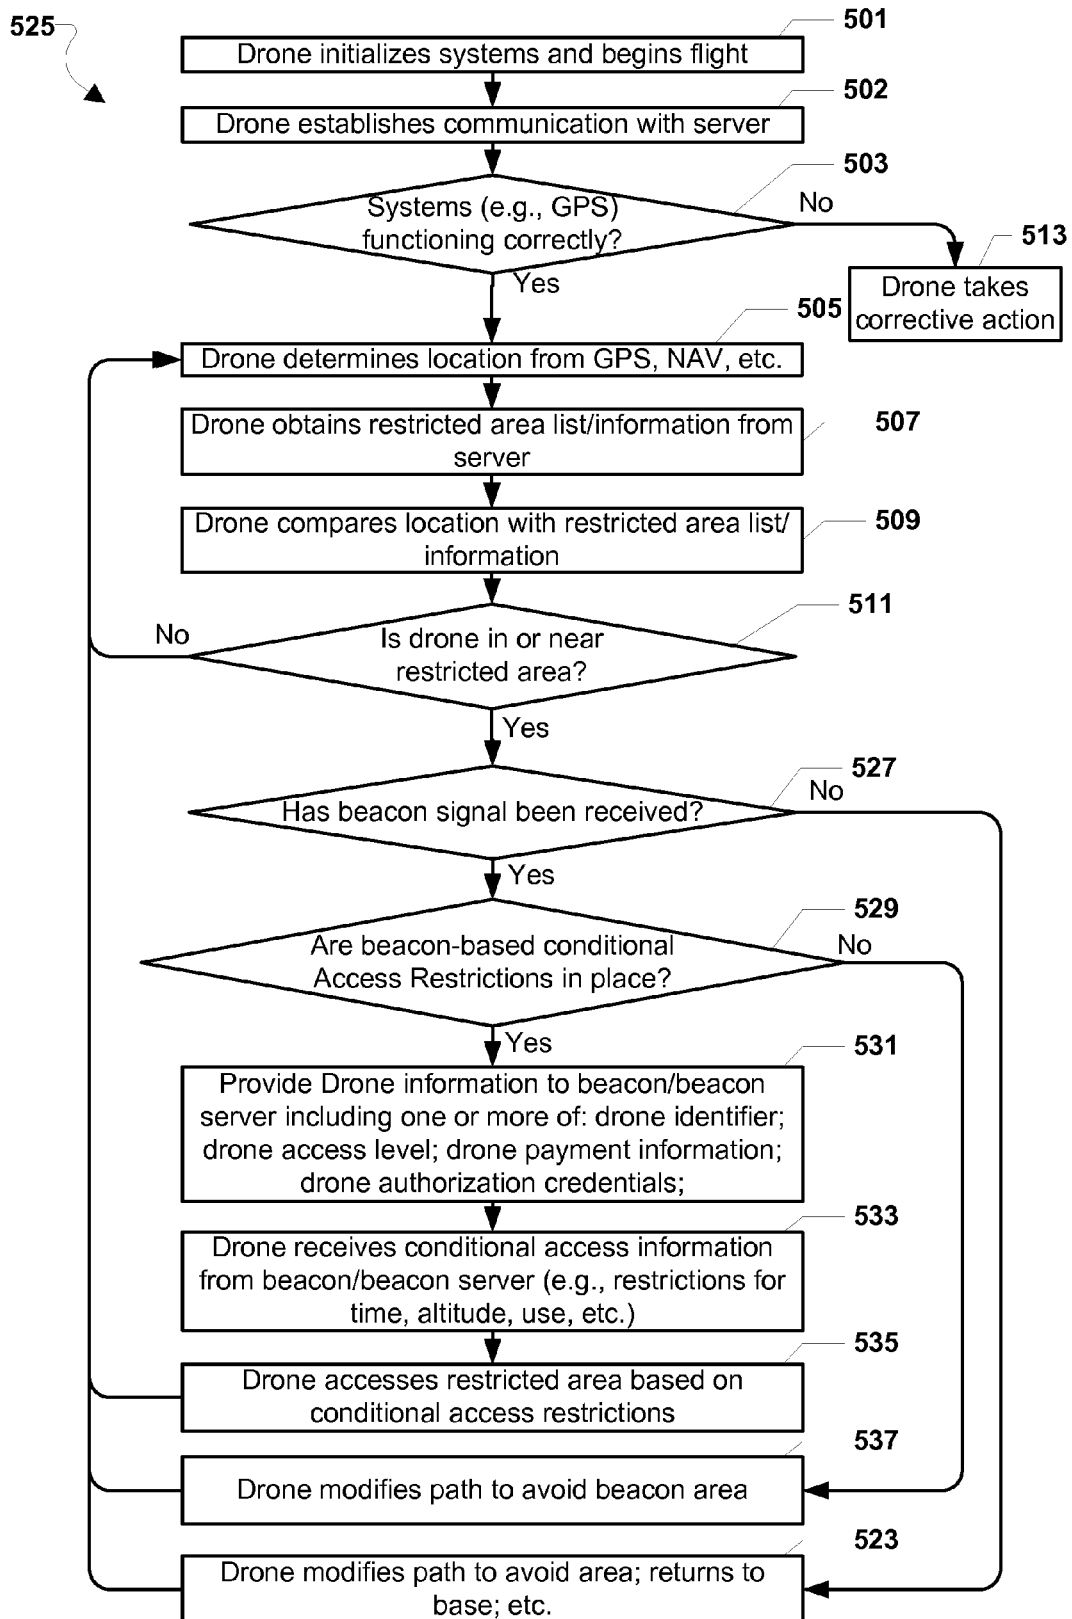 525
501
Drone initializes systems and begins flight
502
Drone establishes communication with server
503
Systems (e.g., GPS)
functioning correctly?
No
Yes
513
Drone takes
corrective action
505
Drone determines location from GPS, NAV, etc.
507
Drone obtains restricted area list/information from
server
509
Drone compares location with restricted area list/
information
511
Is drone in or near
restricted area?
No
Yes
527
Has beacon signal been received?
No
Yes
529
Are beacon-based conditional
Access Restrictions in place?
No
Yes
531
Provide Drone information to beacon/beacon
server including one or more of: drone identifier;
drone access level; drone payment information;
drone authorization credentials;
533
Drone receives conditional access information
from beacon/beacon server (e.g., restrictions for
time, altitude, use, etc.)
535
Drone accesses restricted area based on
conditional access restrictions
537
Drone modifies path to avoid beacon area
523
Drone modifies path to avoid area; returns to
base; etc.